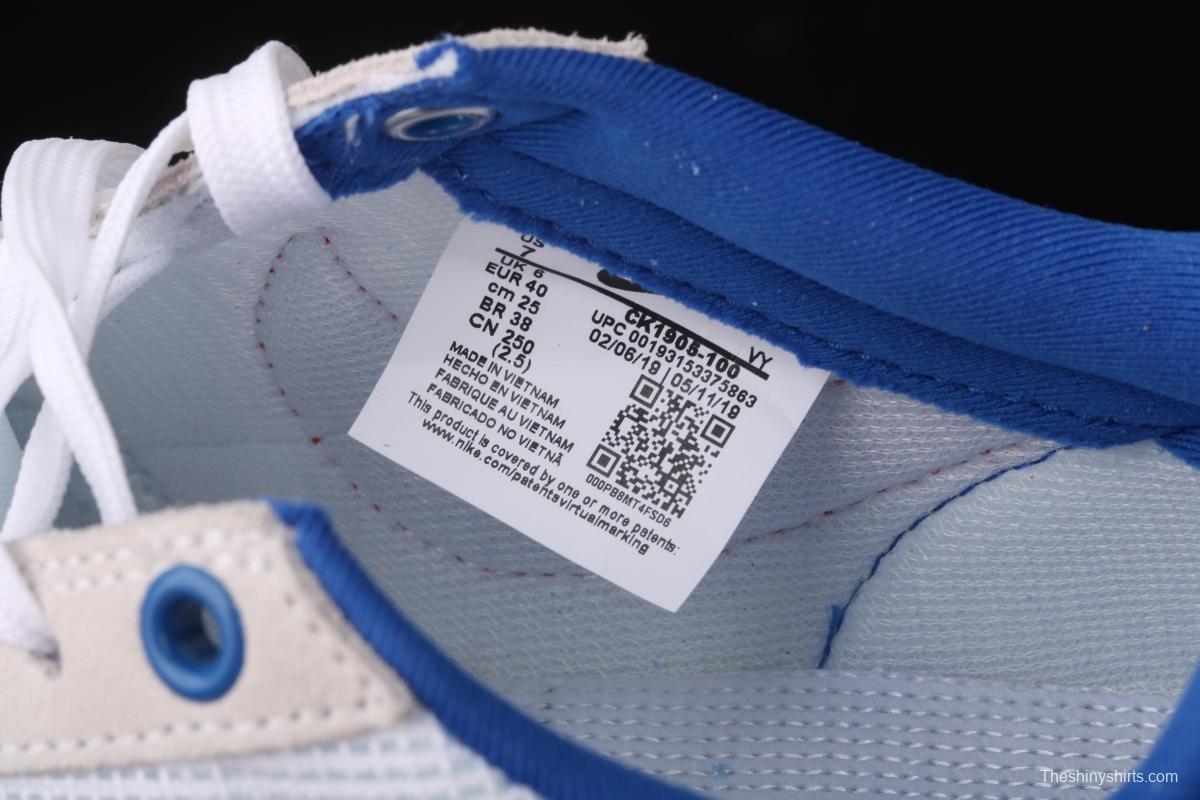 US
7
UK 6
EUR 40
cm 25
BR 38
CN 250
(2.5)
VY
CK1905-100
UPC 00193153375863
02/06/19 | 05/11/19
MADE IN VIETNAM
HECHO EN VIETNAM
FABRIQUE AU VIETNAM
FABRICADO NO VIETNÃ
000PB8MT4FSD6
This product is covered by one or more patents:
www.nike.com/patentsvirtualmarking
Theshinyshirts.com